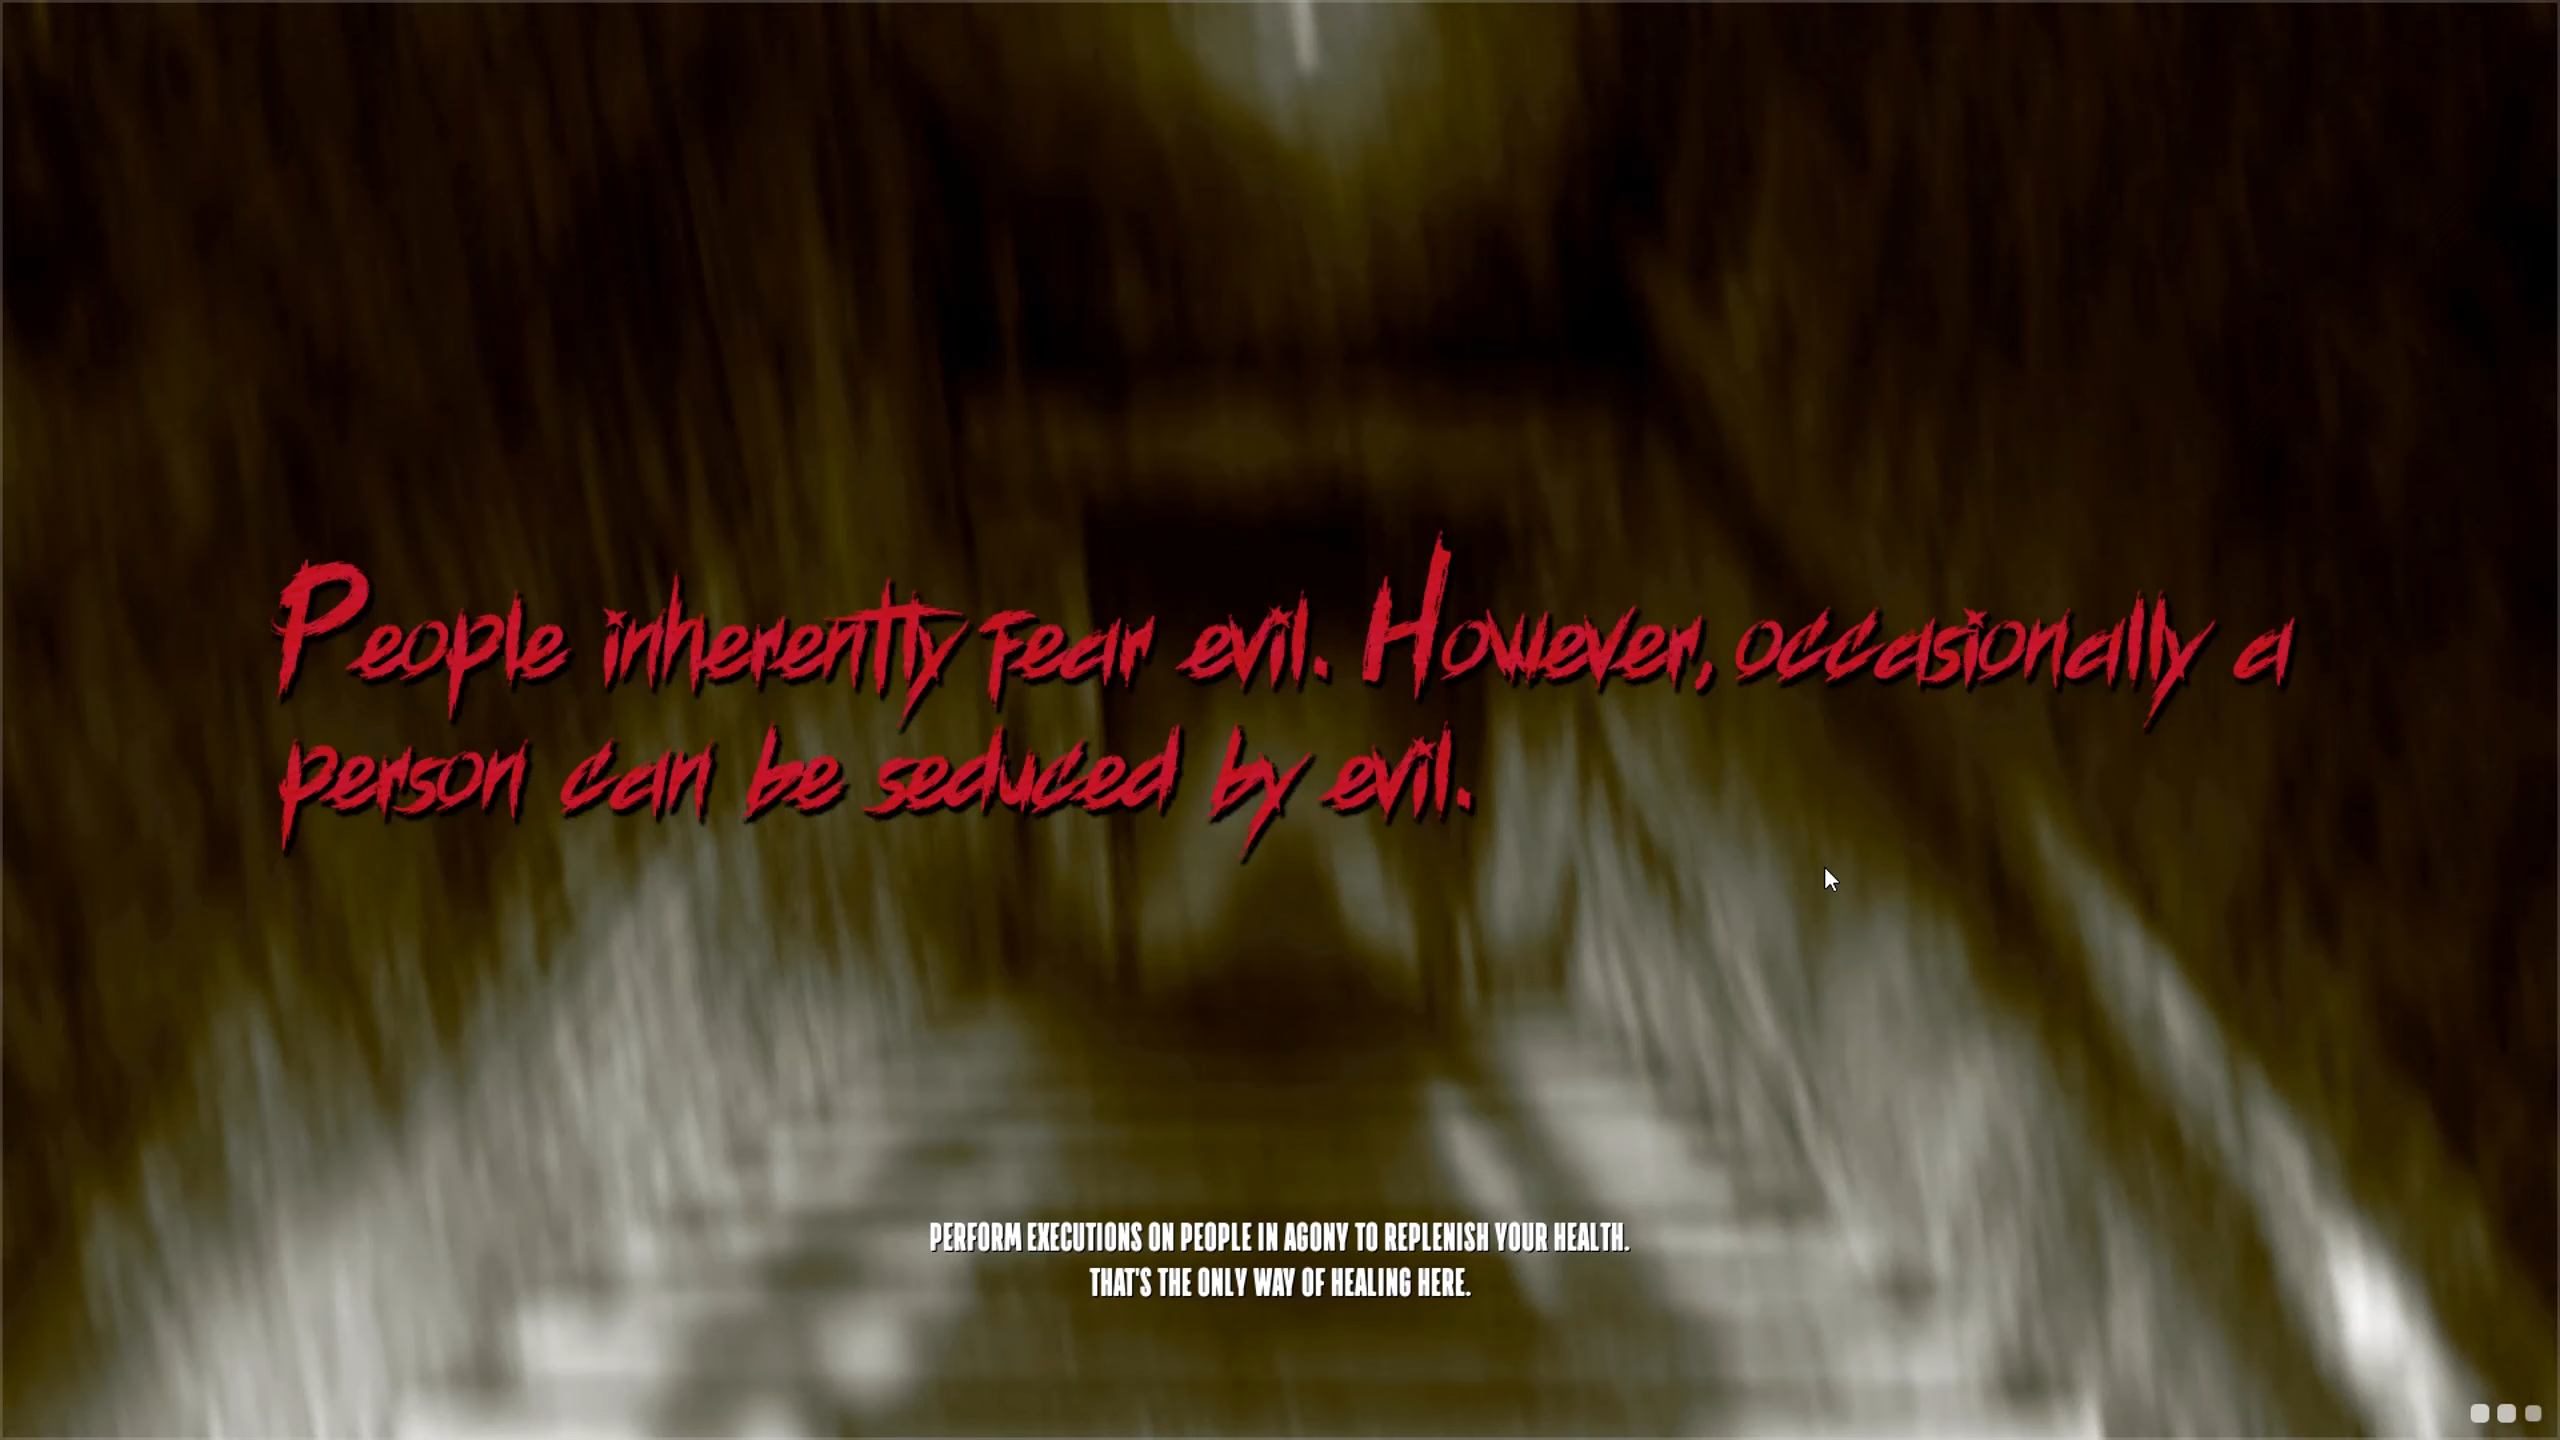 People inherently fear evil. However, occasionally a
person can be seduced by evil.
PERFORM EXECUTIONS ON PEOPLE IN AGONY TO REPLENISH YOUR HEALTH.
THAT'S THE ONLY WAY OF HEALING HERE.